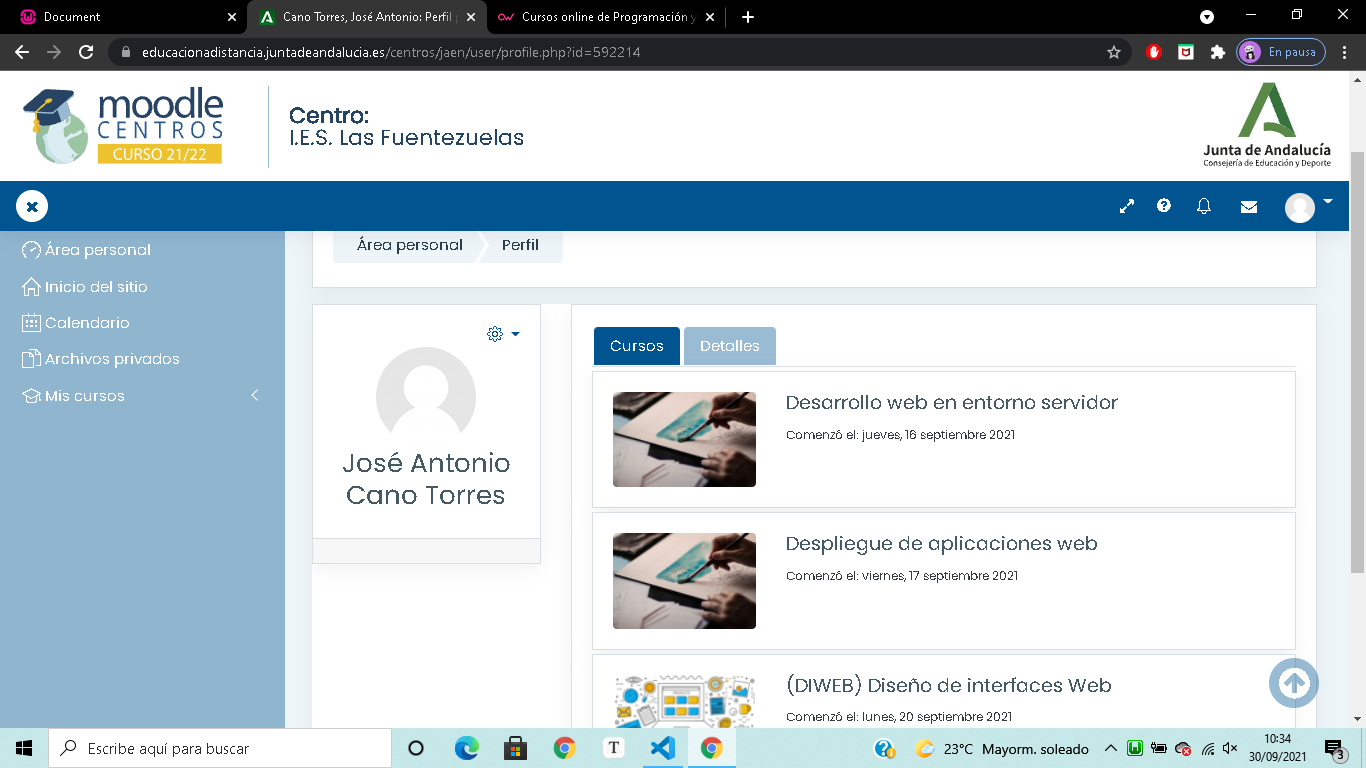 Document
Cano Torres, José Antonio: Perfil
Cursos online de Programación y
educacionadistancia.juntadeandalucia.es/centros/jaen/user/profile.php?id=592214
En pausa
moodle
CENTROS
CURSO 21/22
Centro:
I.E.S. Las Fuentezuelas
Junta de Andalucía
Consejería de Educación y Deporte
Área personal
Inicio del sitio
Calendario
Archivos privados
Mis cursos
Área personal
Perfil
José Antonio
Cano Torres
Cursos
Detalles
Desarrollo web en entorno servidor
Comenzó el: jueves, 16 septiembre 2021
Despliegue de aplicaciones web
Comenzó el: viernes, 17 septiembre 2021
(DIWEB) Diseño de interfaces Web
Comenzó el: lunes, 20 septiembre 2021
Escribe aquí para buscar
T
23°C Mayorm. soleado
10:34
30/09/2021
3